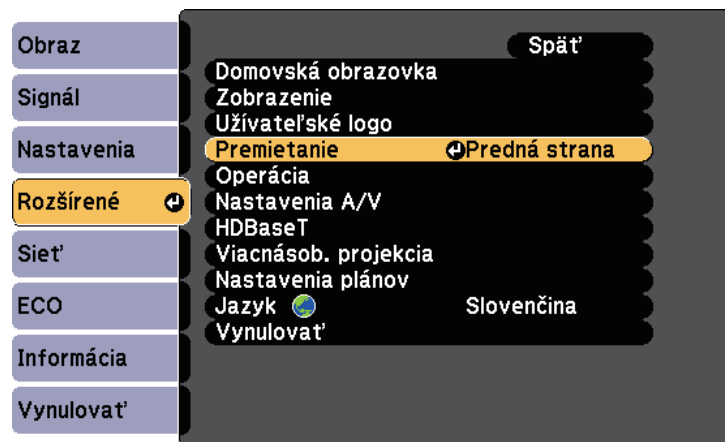 Obraz
Signál
Nastavenia
Rozšírené
Sieť
ECO
Informácia
Vynulovať
Späť
Domovská obrazovka
Zobrazenie
Užívateľské logo
Premietanie Predná strana
Operácia
Nastavenia A/V
HDBaseT
Viacnásob. projekcia
Nastavenia plánov
Jazyk Slovenčina
Vynulovať